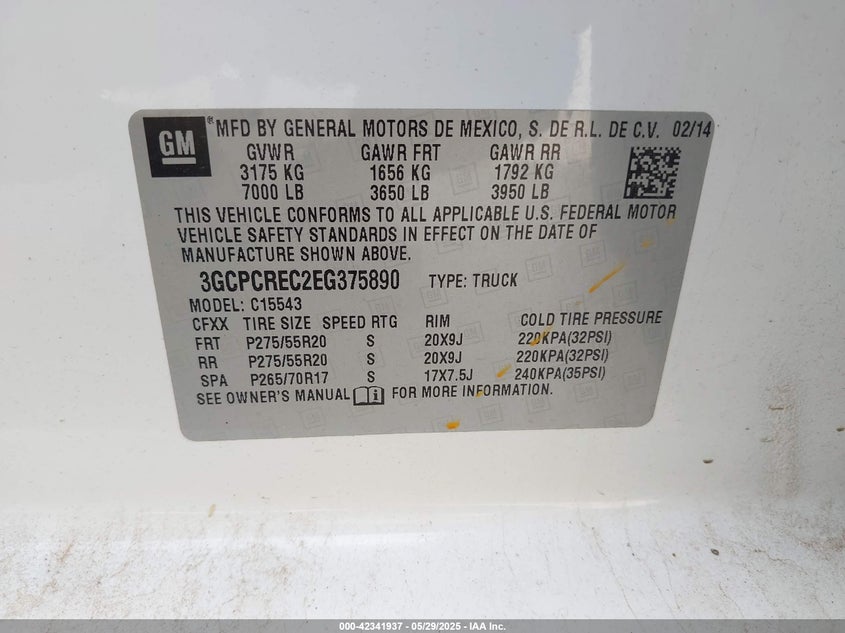 GM ® MFD BY GENERAL MOTORS DE MEXICO, S. DE R.L. DE C.V. 02/14
GVWR GAWR FRT GAWR RR
3175 KG 1656 KG 1792 KG
7000 LB 3650 LB 3950 LB
THIS VEHICLE CONFORMS TO ALL APPLICABLE U.S. FEDERAL MOTOR
VEHICLE SAFETY STANDARDS IN EFFECT ON THE DATE OF
MANUFACTURE SHOWN ABOVE.
3GCPCREC2EG375890 TYPE: TRUCK
MODEL: C15543
CFXX TIRE SIZE SPEED RTG RIM COLD TIRE PRESSURE
FRT P275/55R20 S 20X9J 220KPA(32PSI)
RR P275/55R20 S 20X9J 220KPA(32PSI)
SPA P265/70R17 S 17X7.5J 240KPA(35PSI)
SEE OWNER'S MANUAL FOR MORE INFORMATION.
000-42341937 - 05/29/2025 - IAA Inc.